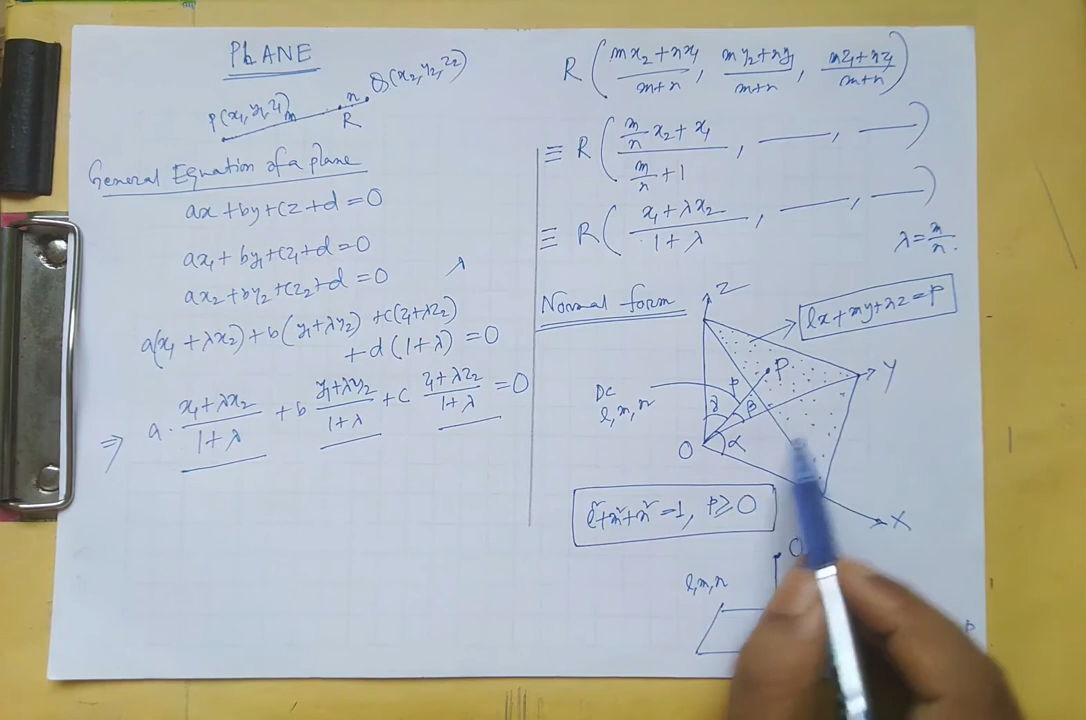 PLANE
P(x₁, y₁, z₁) m n Q(x₂, y₂, z₂)
R
General Equation of a plane
ax + by + cz + d = 0
ax₁ + by₁ + cz₁ + d = 0
ax₂ + by₂ + cz₂ + d = 0
λ
a(x₁ + λx₂) + b(y₁ + λy₂) + c(z₁ + λz₂)
+ d(1 + λ) = 0
⇒ a · (x₁ + λx₂)/(1 + λ) + b (y₁ + λy₂)/(1 + λ) + c (z₁ + λz₂)/(1 + λ) = 0
R ( (mx₂ + nx₁)/(m + n), (my₂ + ny₁)/(m + n), (mz₁ + nz₁)/(m + n) )
≡ R ( (m/n x₂ + x₁)/(m/n + 1), —, — )
≡ R ( (x₁ + λx₂)/(1 + λ), —, — )
λ = m/n.
Normal form
Z
lx + my + nz = p
P
Y
DC
l, m, n
p
γ β
O α
X
l² + m² + n² = 1, p ≥ 0
O
l, m, n
p